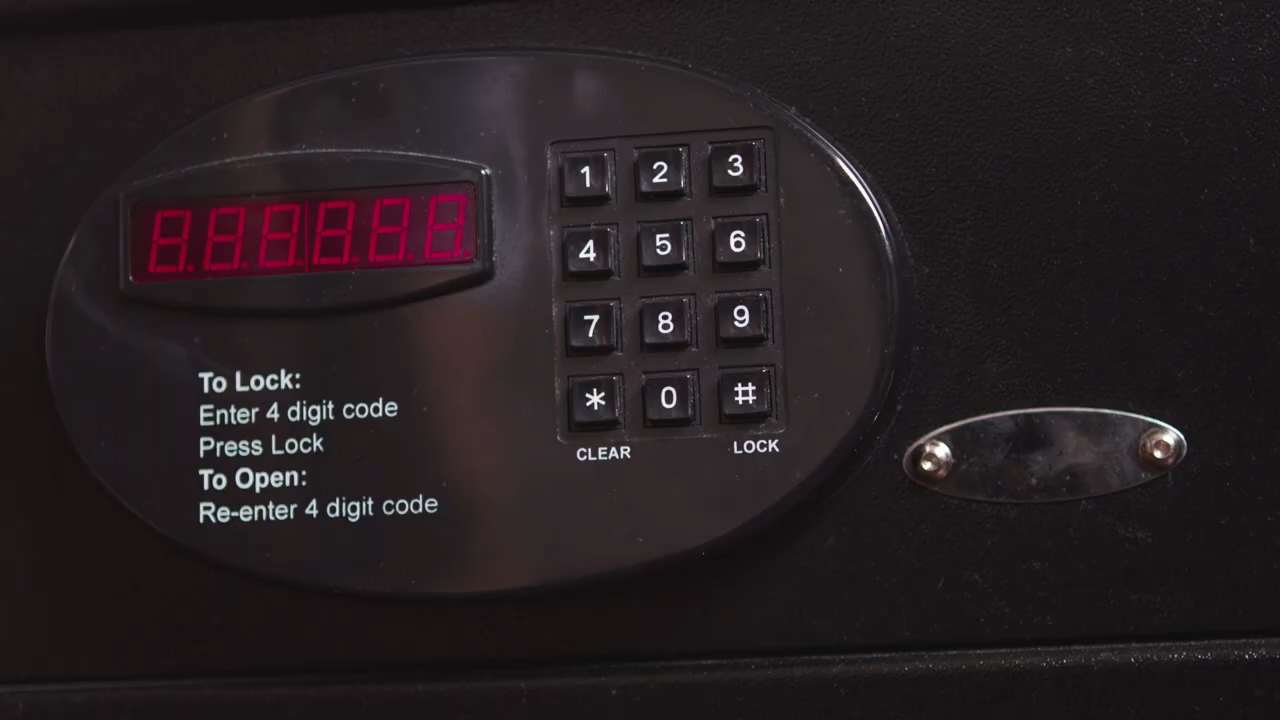 888888
1 2 3
4 5 6
7 8 9
* 0 #
CLEAR LOCK
To Lock:
Enter 4 digit code
Press Lock
To Open:
Re-enter 4 digit code